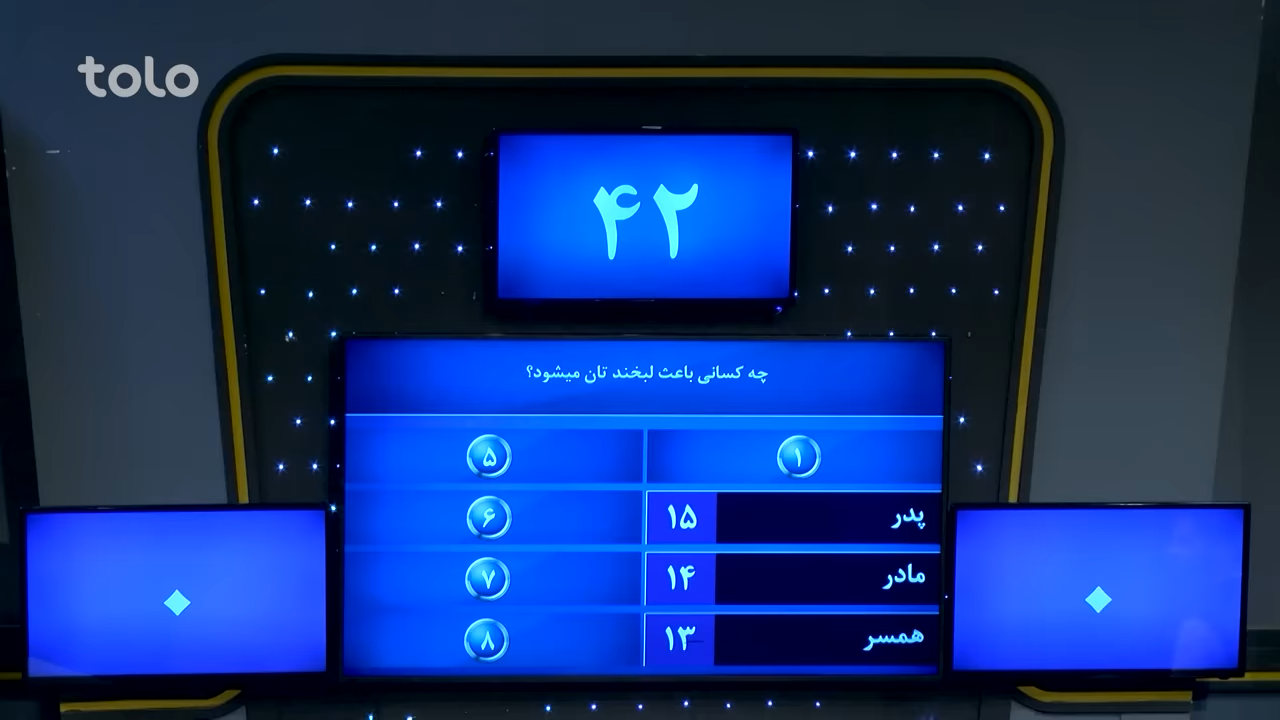 tolo
۴۲
چه کسانی باعث لبخند تان میشود؟
۱
۵
پدر ۱۵
۶
مادر ۱۴
۷
همسر ۱۳
۸